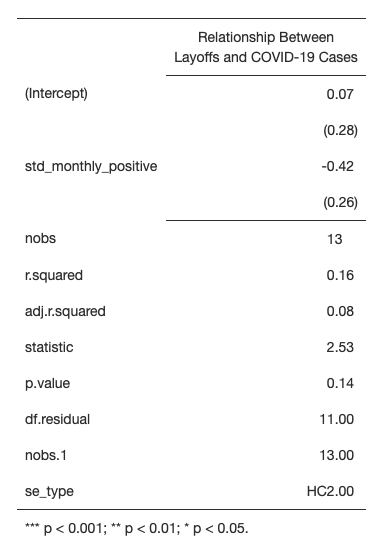 Relationship Between
Layoffs and COVID-19 Cases
(Intercept) 0.07
(0.28)
std_monthly_positive -0.42
(0.26)
nobs 13
r.squared 0.16
adj.r.squared 0.08
statistic 2.53
p.value 0.14
df.residual 11.00
nobs.1 13.00
se_type HC2.00
*** p < 0.001; ** p < 0.01; * p < 0.05.